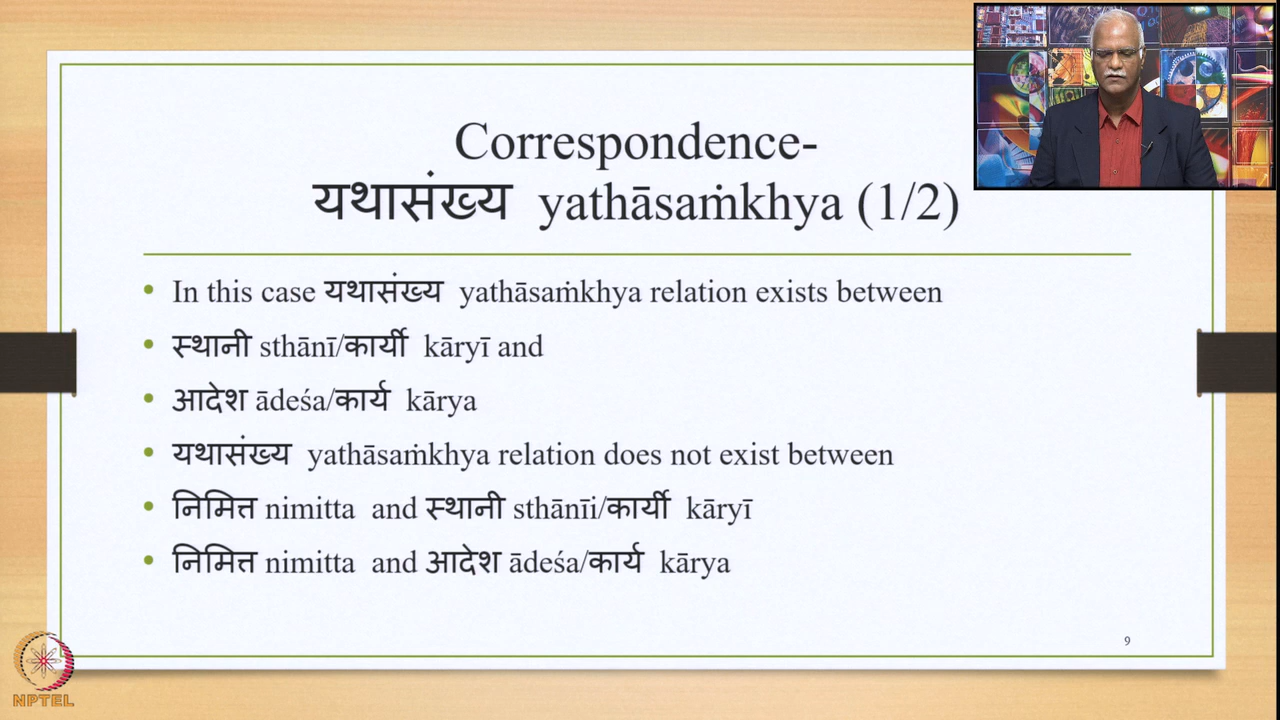 Correspondence-
यथासंख्य yathāsaṁkhya (1/2)
• In this case यथासंख्य yathāsaṁkhya relation exists between
• स्थानी sthānī/कार्यी kāryī and
• आदेश ādeśa/कार्य kārya
• यथासंख्य yathāsaṁkhya relation does not exist between
• निमित्त nimitta and स्थानी sthānīi/कार्यी kāryī
• निमित्त nimitta and आदेश ādeśa/कार्य kārya
9
NPTEL